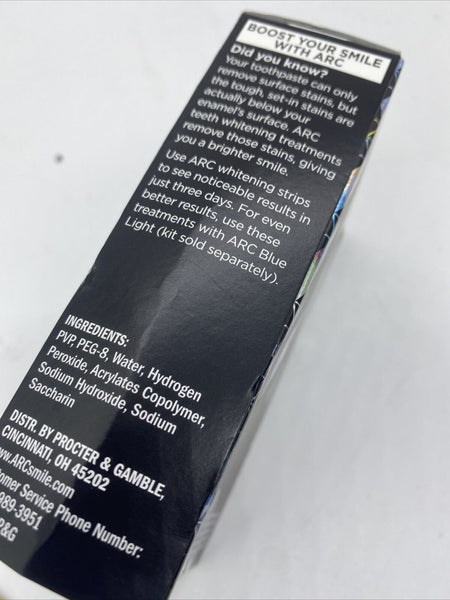 BOOST YOUR SMILE
WITH ARC
Did you know?
Your toothpaste can only
remove surface stains, but
the tough, set-in stains are
actually below your
enamel's surface. ARC
teeth whitening treatments
remove those stains, giving
you a brighter smile.
Use ARC whitening strips
to see noticeable results in
just three days. For even
better results, use these
treatments with ARC Blue
Light (kit sold separately).
INGREDIENTS:
PVP, PEG-8, Water, Hydrogen
Peroxide, Acrylates Copolymer,
Sodium Hydroxide, Sodium
Saccharin
DISTR. BY PROCTER & GAMBLE,
CINCINNATI, OH 45202
www.ARCsmile.com
omer Service Phone Number:
989-3951
P&G